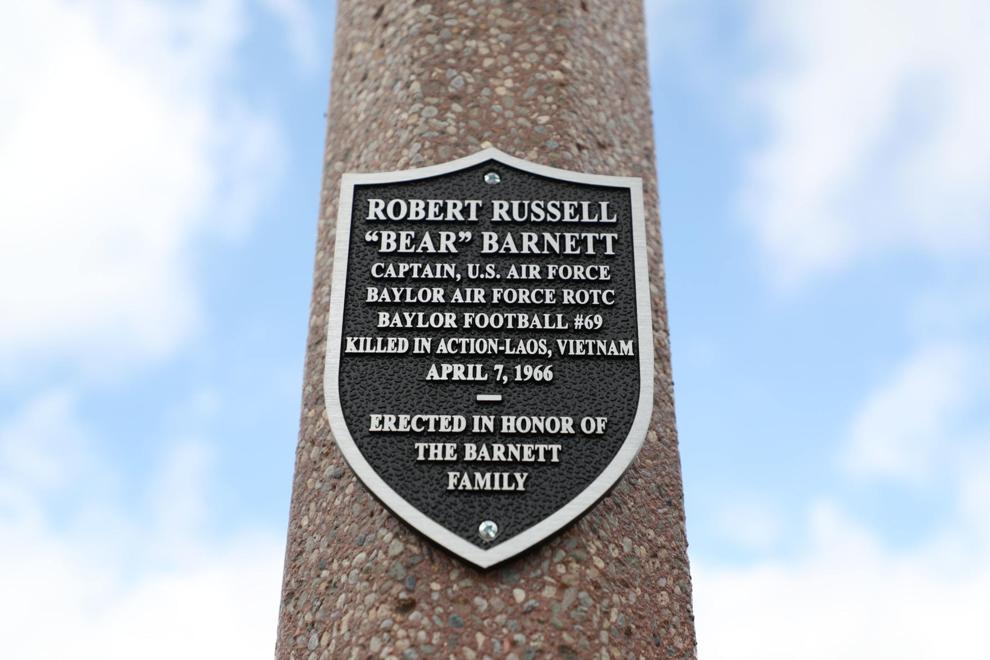 ROBERT RUSSELL
“BEAR” BARNETT
CAPTAIN, U.S. AIR FORCE
BAYLOR AIR FORCE ROTC
BAYLOR FOOTBALL #69
KILLED IN ACTION-LAOS, VIETNAM
APRIL 7, 1966
—
ERECTED IN HONOR OF
THE BARNETT
FAMILY